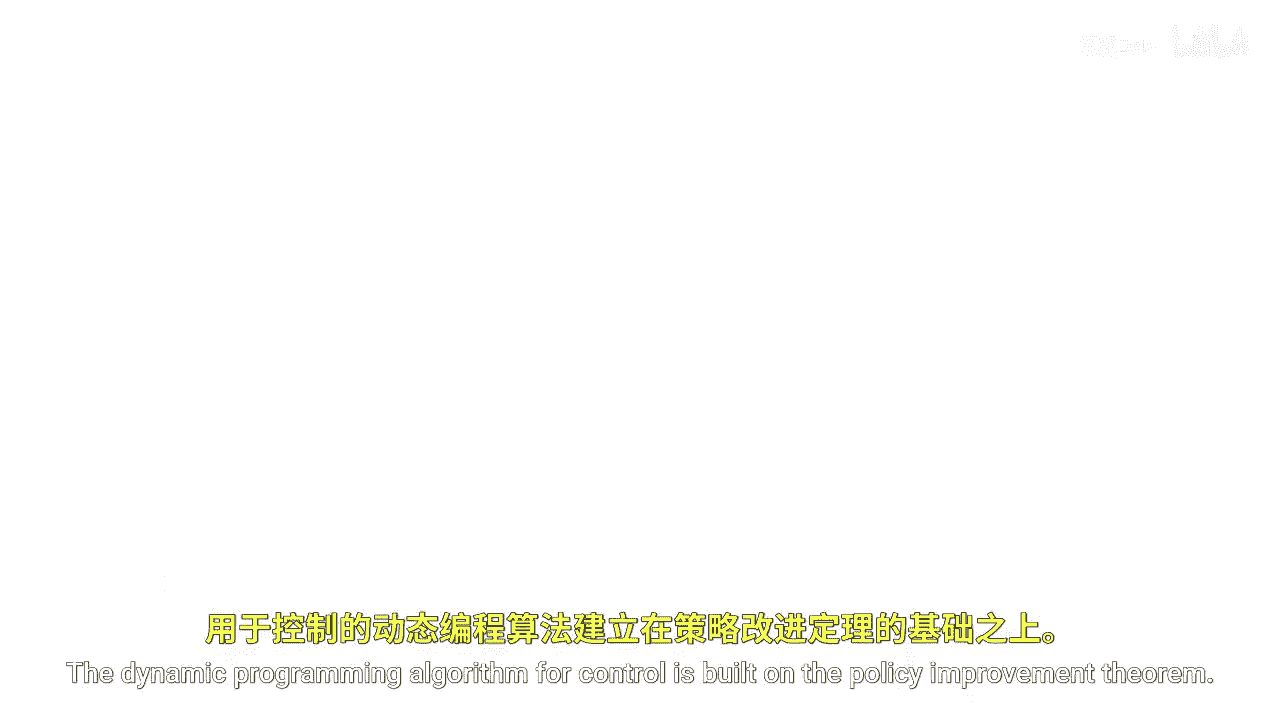 用于控制的动态编程算法建立在策略改进定理的基础之上。
The dynamic programming algorithm for control is built on the policy improvement theorem.